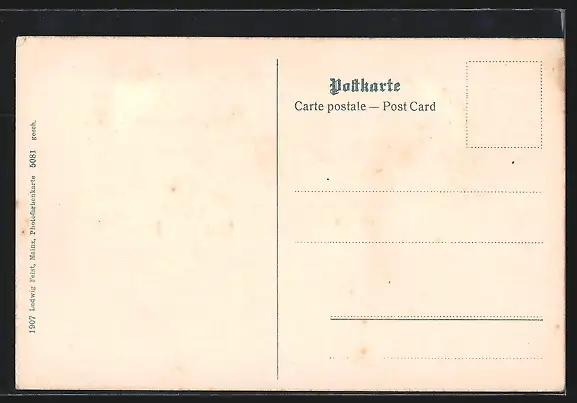 Postkarte
Carte postale — Post Card
1907 Ludwig Feist, Mainz, Photofarbenkarte 5081 gesch.